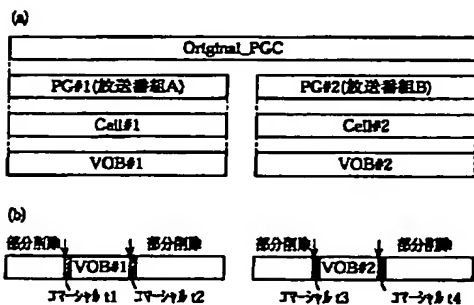 (a)
Original_PGC
PG#1(放送番組A) PG#2(放送番組B)
Cell#1 Cell#2
VOB#1 VOB#2
(b)
部分削除 部分削除 部分削除 部分削除
VOB#1 VOB#2
コマーシャル t1 コマーシャル t2 コマーシャル t3 コマーシャル t4